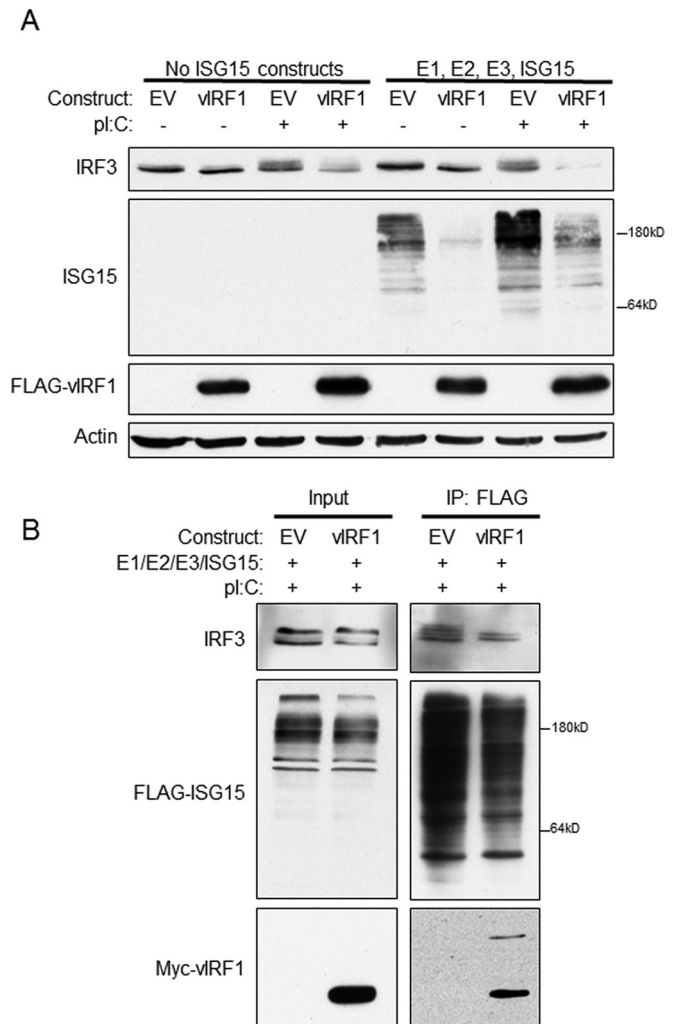 A
No ISG15 constructs E1, E2, E3, ISG15
Construct: EV vIRF1 EV vIRF1 EV vIRF1 EV vIRF1
pI:C: - - + + - - + +
IRF3
ISG15
180kD
64kD
FLAG-vIRF1
Actin
B
Input IP: FLAG
Construct: EV vIRF1 EV vIRF1
E1/E2/E3/ISG15: + + + +
pI:C: + + + +
IRF3
FLAG-ISG15
180kD
64kD
Myc-vIRF1